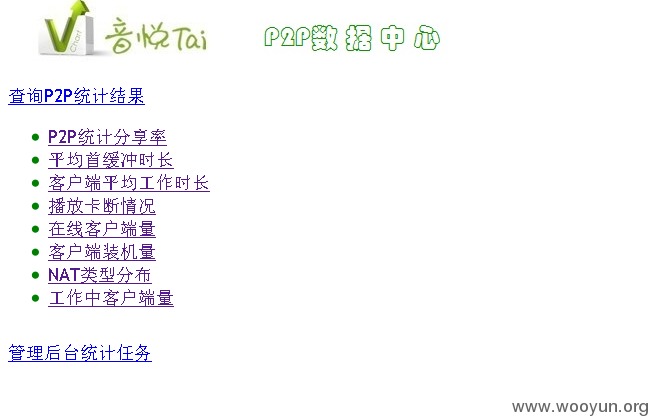 V Chart 音悦Tai P2P数据中心
查询P2P统计结果
P2P统计分享率
平均首缓冲时长
客户端平均工作时长
播放卡断情况
在线客户端量
客户端装机量
NAT类型分布
工作中客户端量
管理后台统计任务
www.wooyun.org